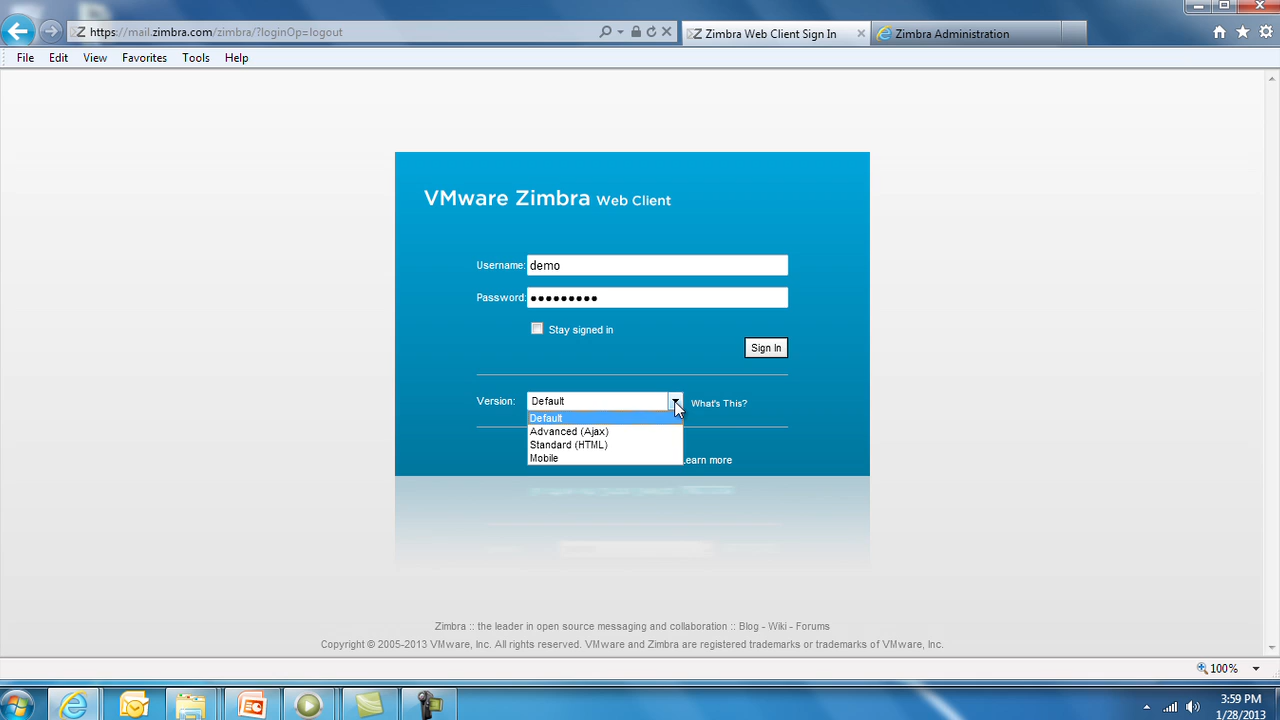 https://mail.zimbra.com/zimbra/?loginOp=logout
Zimbra Web Client Sign In
Zimbra Administration
File Edit View Favorites Tools Help
VMware Zimbra Web Client
Username: demo
Password: ●●●●●●●●●
Stay signed in
Sign In
Version: Default What's This?
Default
Advanced (Ajax)
Standard (HTML)
Mobile
Learn more
Zimbra :: the leader in open source messaging and collaboration :: Blog - Wiki - Forums
Copyright © 2005-2013 VMware, Inc. All rights reserved. VMware and Zimbra are registered trademarks or trademarks of VMware, Inc.
100%
3:59 PM
1/28/2013